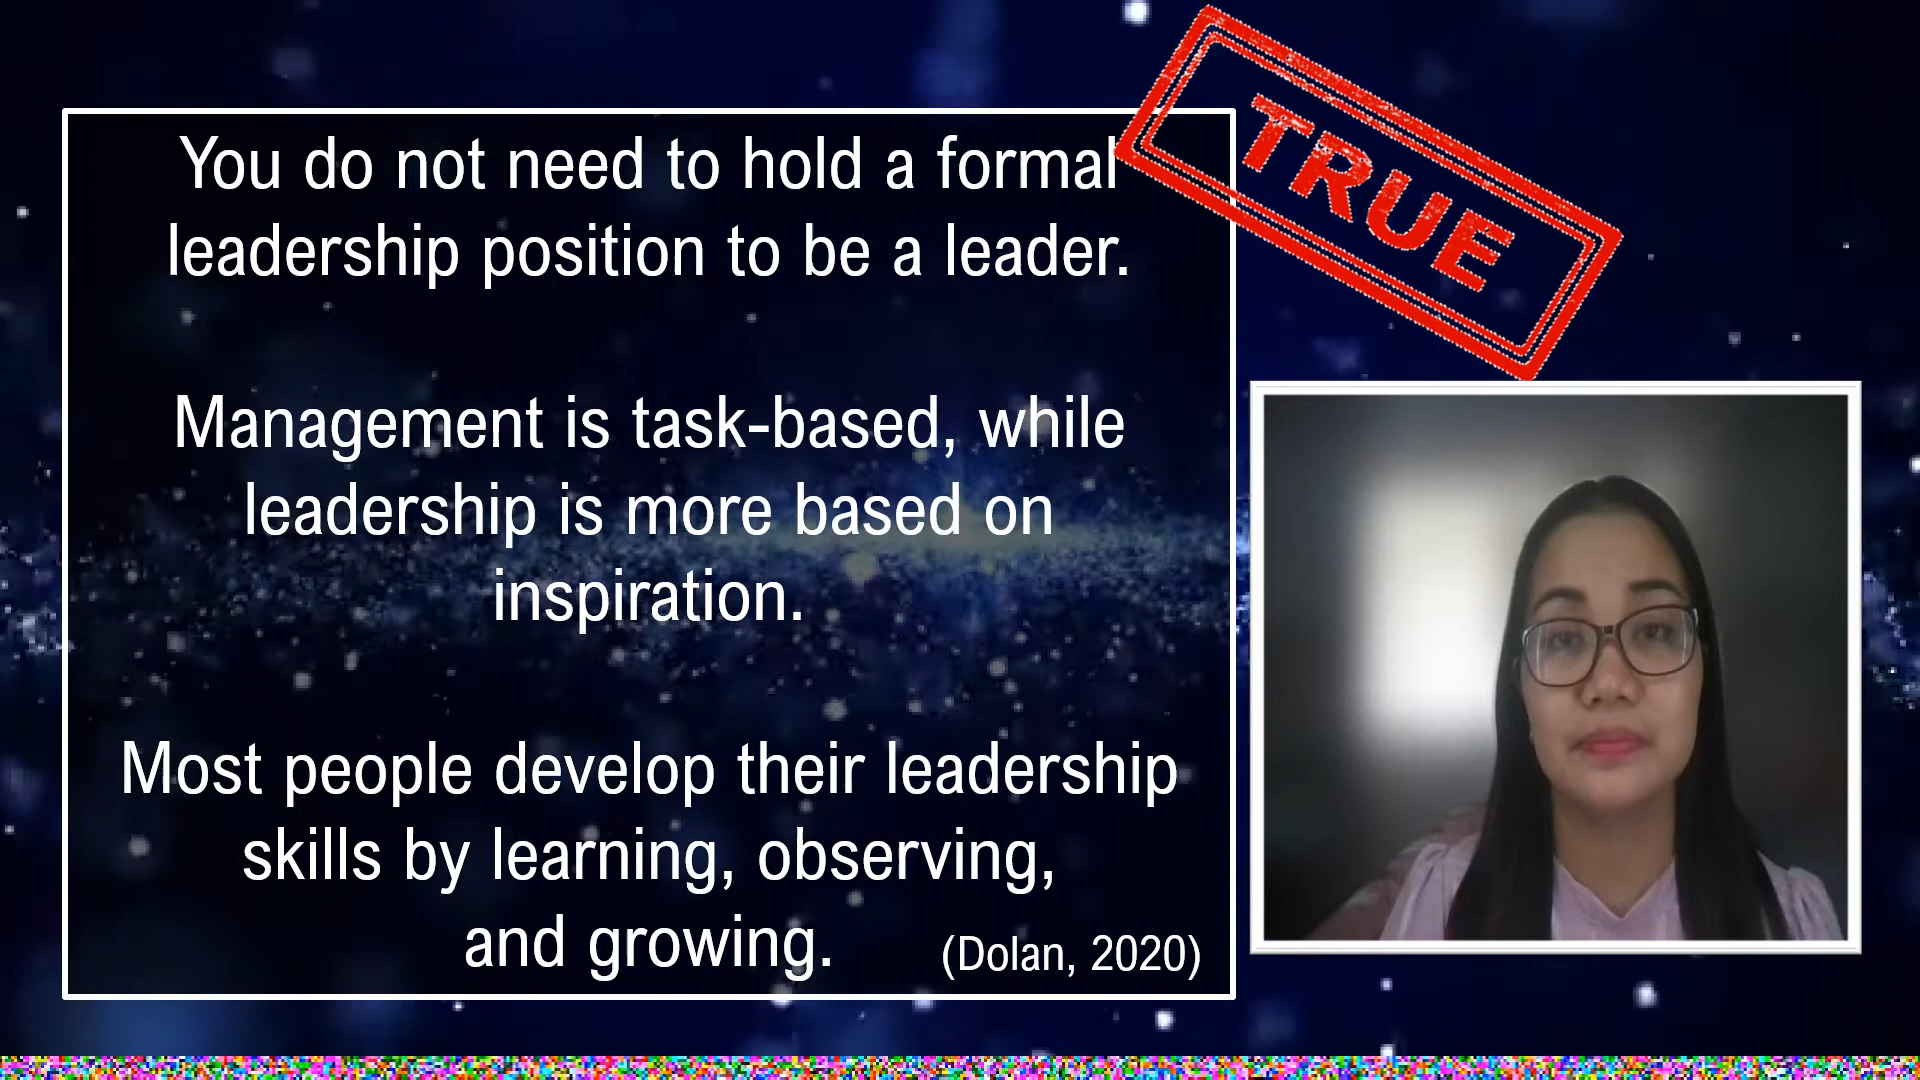 You do not need to hold a formal
leadership position to be a leader.
Management is task-based, while
leadership is more based on
inspiration.
Most people develop their leadership
skills by learning, observing,
and growing.
(Dolan, 2020)
TRUE